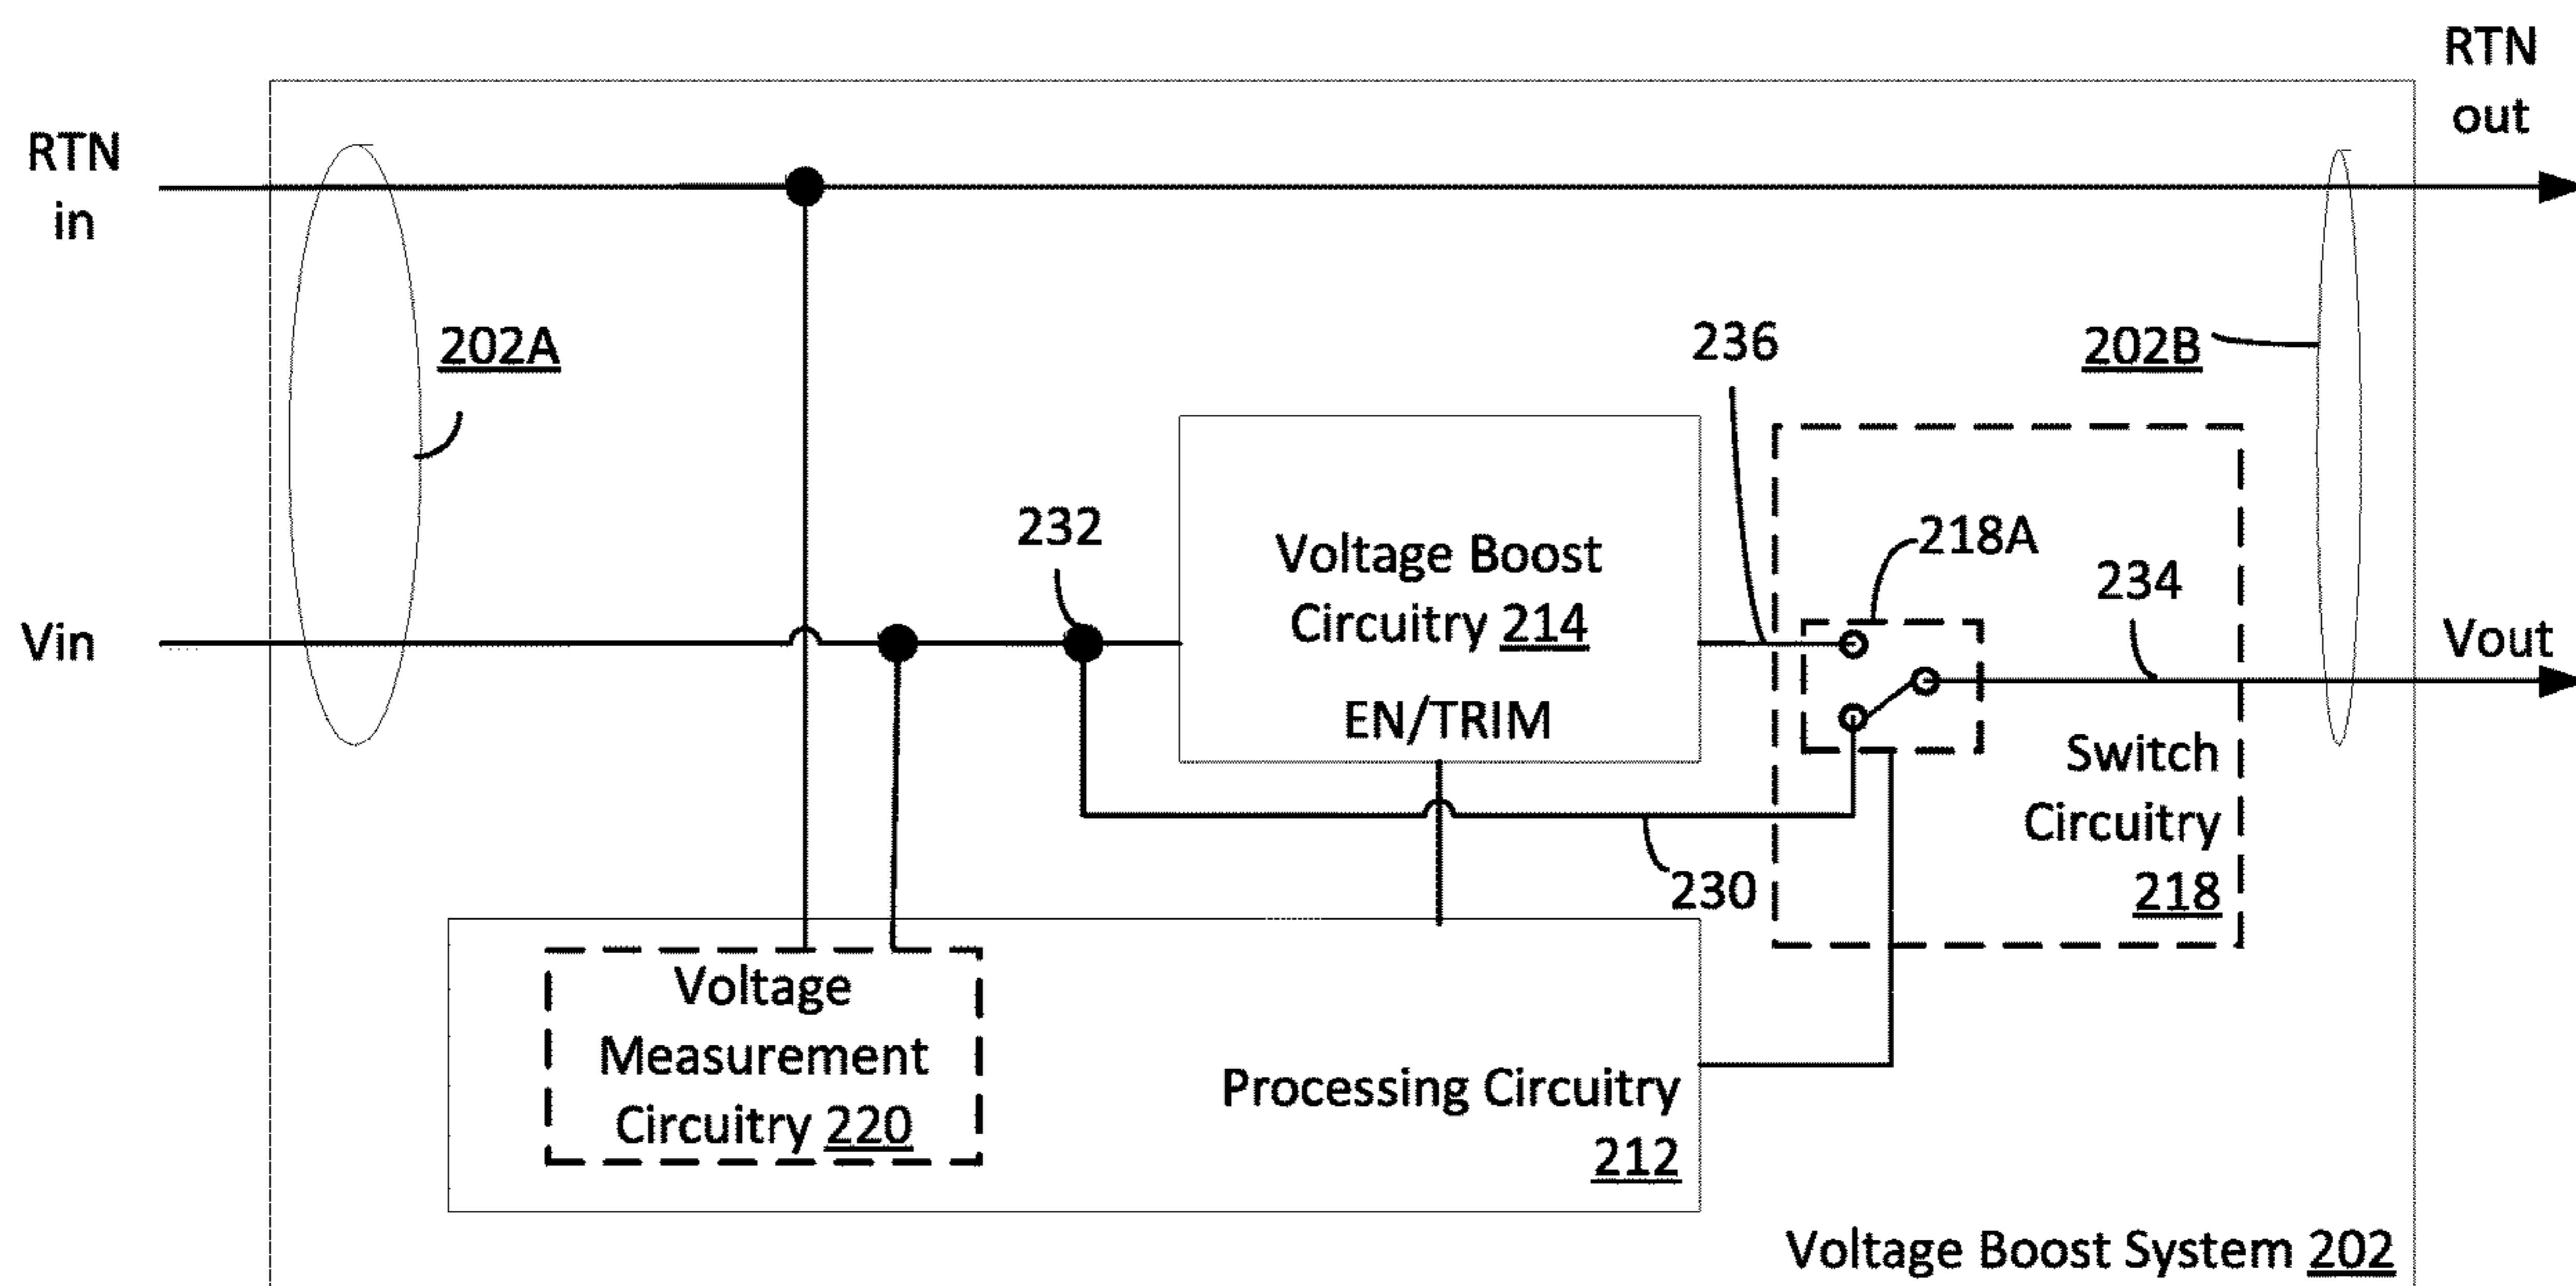 RTN
out
RTN
in
202A
236
202B
232
218A
Voltage Boost
Circuitry 214
234
Vin
Vout
EN/TRIM
Switch
Circuitry
218
230
Voltage
Measurement
Circuitry 220
Processing Circuitry
212
Voltage Boost System 202